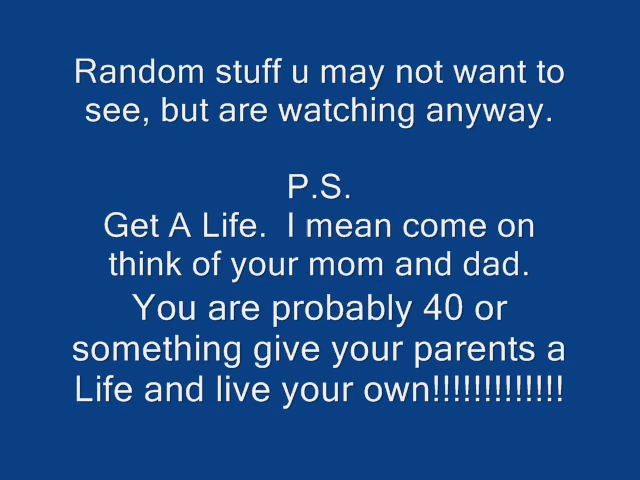 Random stuff u may not want to
see, but are watching anyway.
P.S.
Get A Life.  I mean come on
think of your mom and dad.
You are probably 40 or
something give your parents a
Life and live your own!!!!!!!!!!!!!